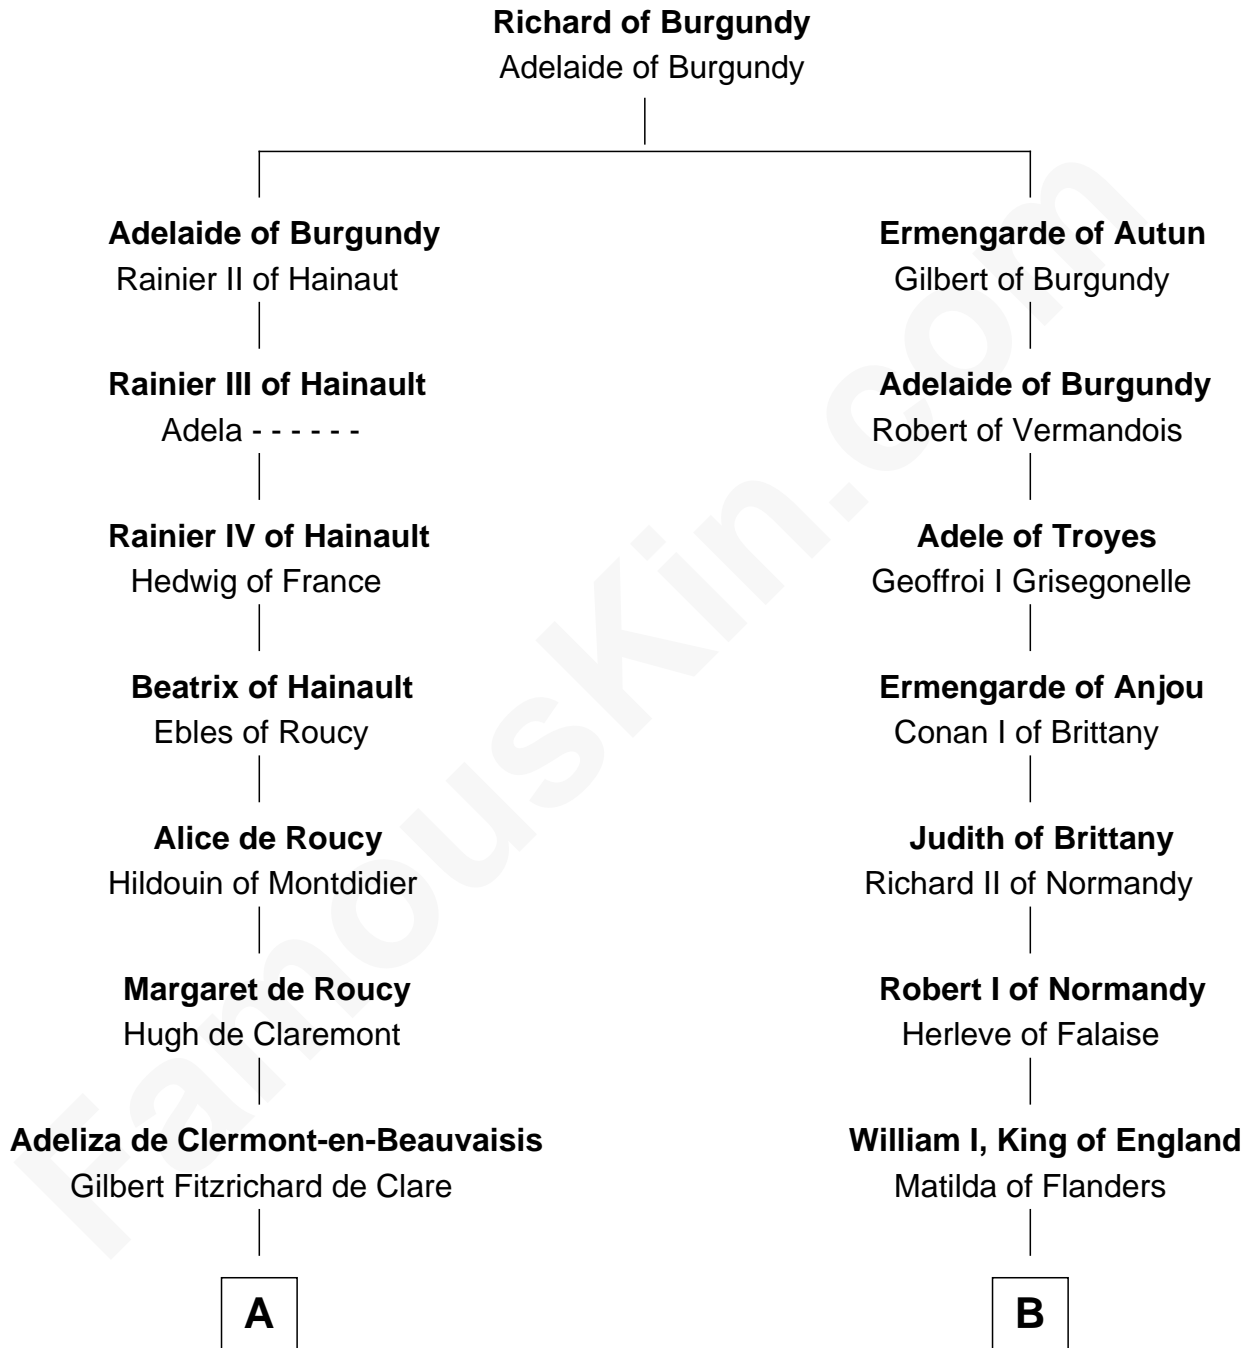 Richard of Burgundy
Adelaide of Burgundy
Adelaide of Burgundy
Rainier II of Hainaut
Ermengarde of Autun
Gilbert of Burgundy
Rainier III of Hainault
Adela - - - - - -
Adelaide of Burgundy
Robert of Vermandois
Rainier IV of Hainault
Hedwig of France
Adele of Troyes
Geoffroi I Grisegonelle
Beatrix of Hainault
Ebles of Roucy
Ermengarde of Anjou
Conan I of Brittany
Alice de Roucy
Hildouin of Montdidier
Judith of Brittany
Richard II of Normandy
Margaret de Roucy
Hugh de Claremont
Robert I of Normandy
Herleve of Falaise
Adeliza de Clermont-en-Beauvaisis
Gilbert Fitzrichard de Clare
William I, King of England
Matilda of Flanders
A
B
FamousKin.com